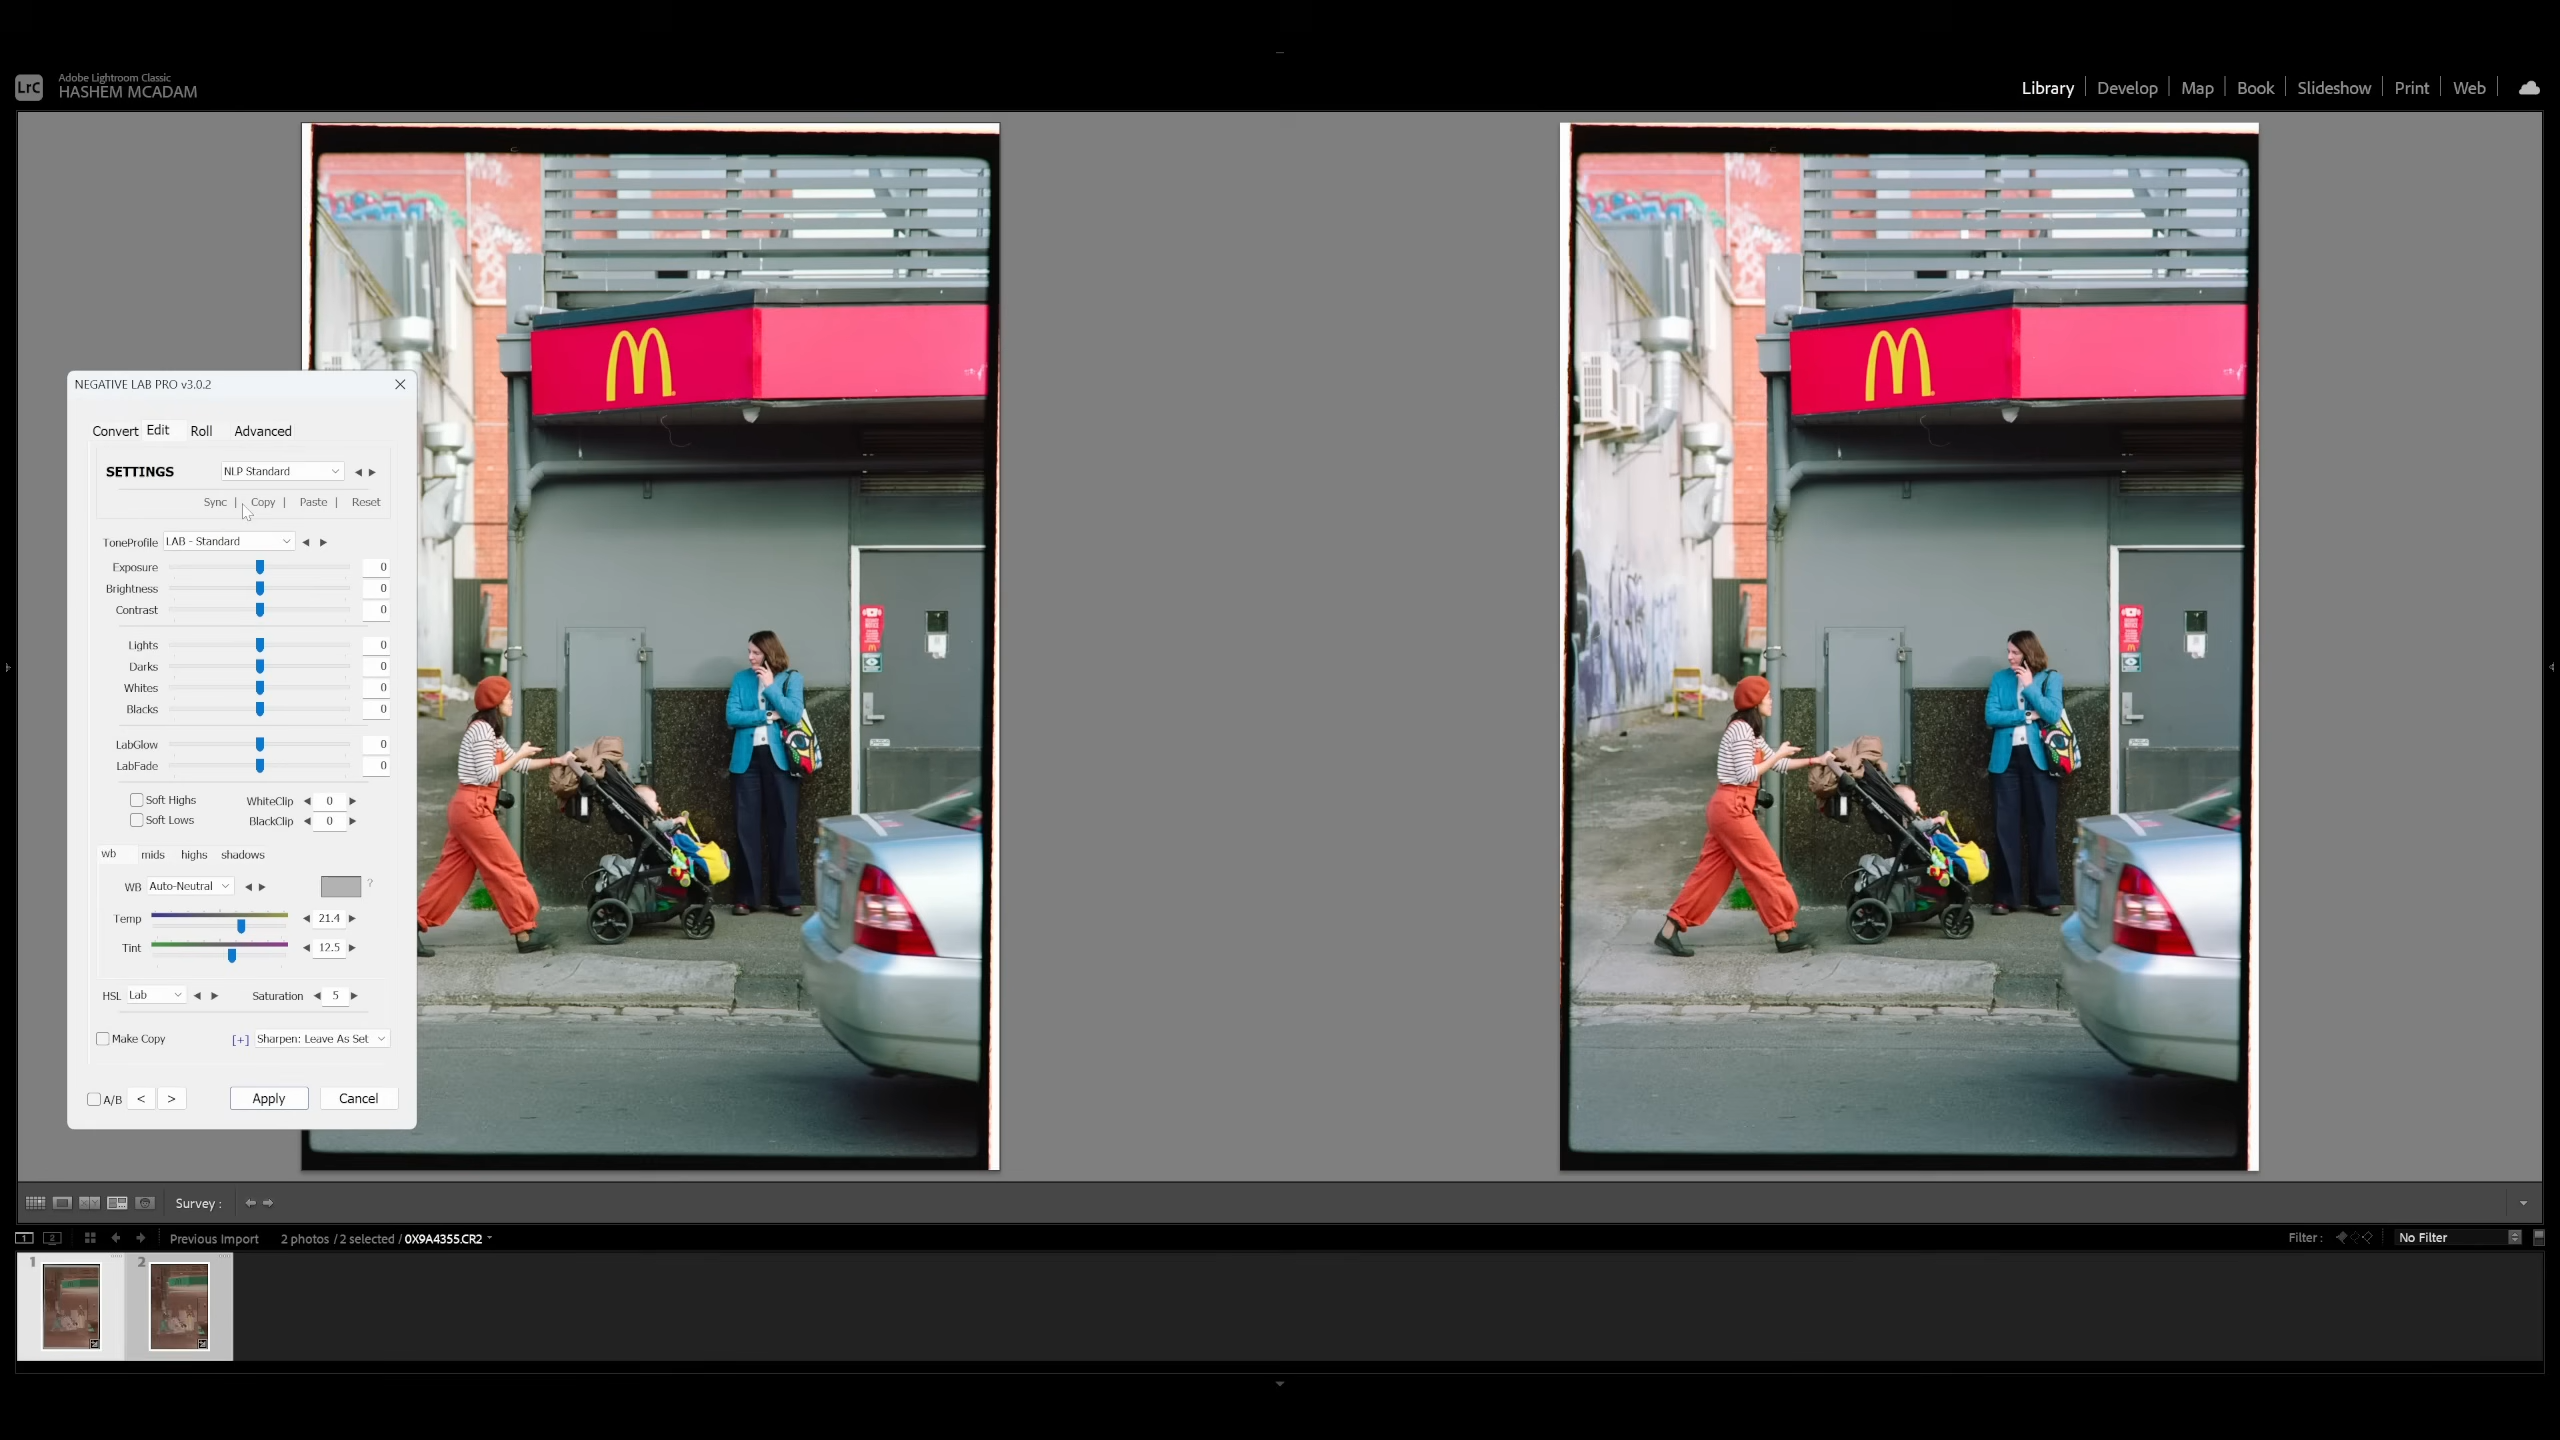 LrC
Adobe Lightroom Classic
HASHEM MCADAM
Library | Develop | Map | Book | Slideshow | Print | Web |
NEGATIVE LAB PRO v3.0.2
Convert Edit Roll Advanced
SETTINGS NLP Standard
Sync | Copy | Paste | Reset
ToneProfile LAB - Standard
Exposure 0
Brightness 0
Contrast 0
Lights 0
Darks 0
Whites 0
Blacks 0
LabGlow 0
LabFade 0
Soft Highs WhiteClip 0
Soft Lows BlackClip 0
wb mids highs shadows
WB Auto-Neutral ?
Temp 21.4
Tint 12.5
HSL Lab Saturation 5
Make Copy [+] Sharpen: Leave As Set
A/B < > Apply Cancel
Survey :
1 2 Previous Import 2 photos / 2 selected / 0X9A4355.CR2 Filter : No Filter
1 2